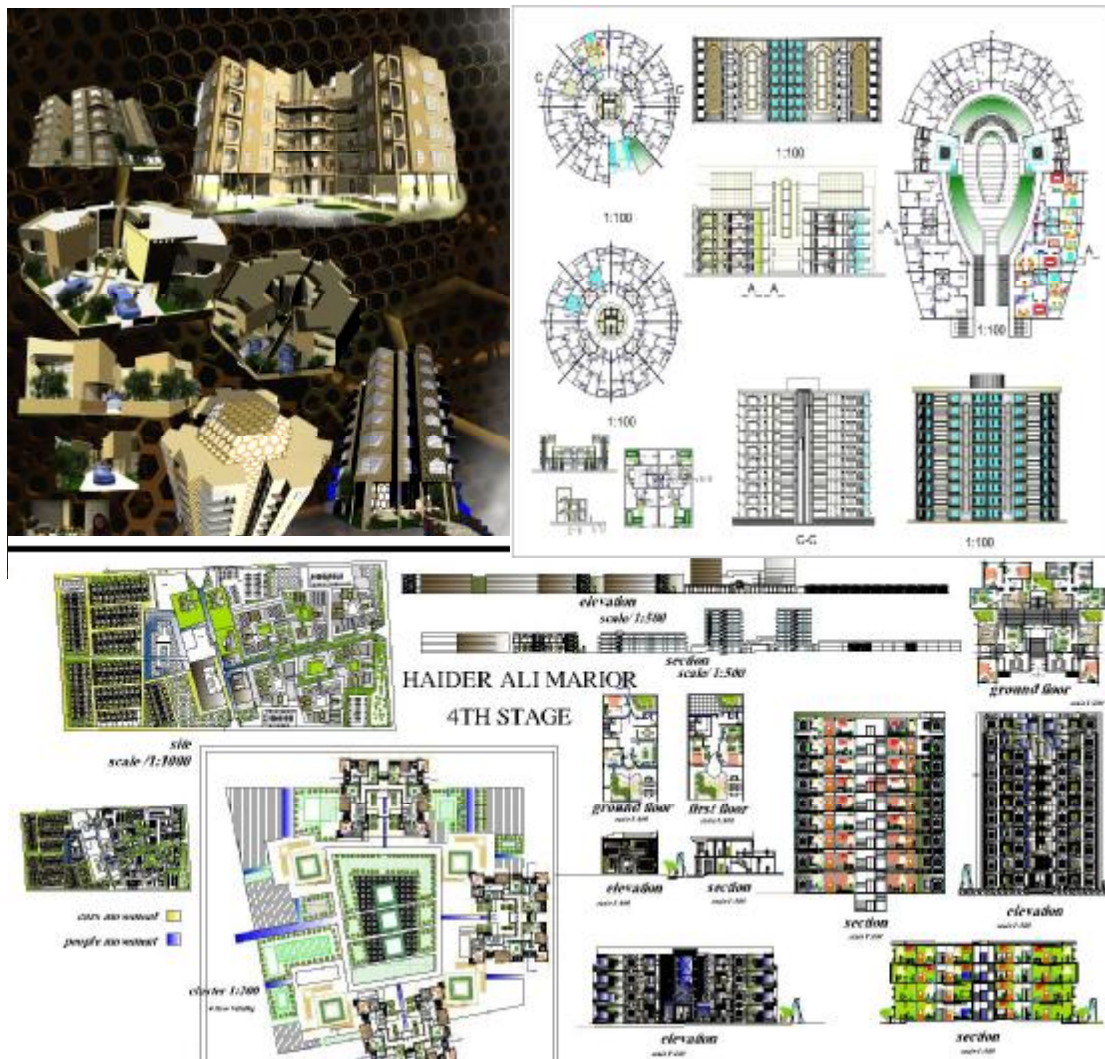 C
C
1:100
1:100
A
A
A A
1:100
1:100
1:100
C-C
1:100
elevation
scale/1:500
section
scale/1:500
HAIDER ALI MARIOR
4TH STAGE
site
scale /1:1000
ground floor
ground floor
first floor
elevation
section
section
elevation
cars movement
people movement
cluster 1:200
elevation
section